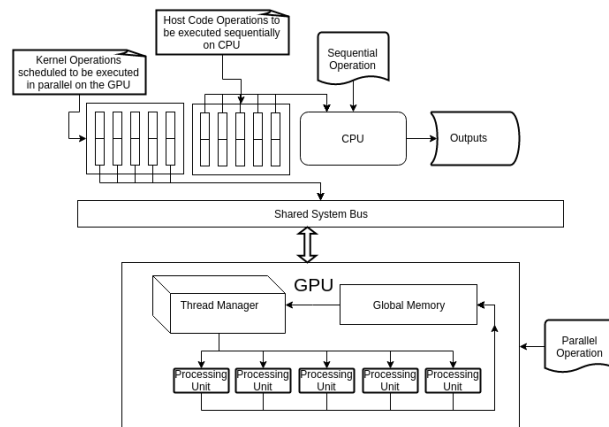 Host Code Operations to
be executed sequentially
on CPU
Kernel Operations
scheduled to be executed
in parallel on the GPU
Sequential
Operation
CPU
Outputs
Shared System Bus
GPU
Thread Manager
Global Memory
Parallel
Operation
Processing
Unit
Processing
Unit
Processing
Unit
Processing
Unit
Processing
Unit